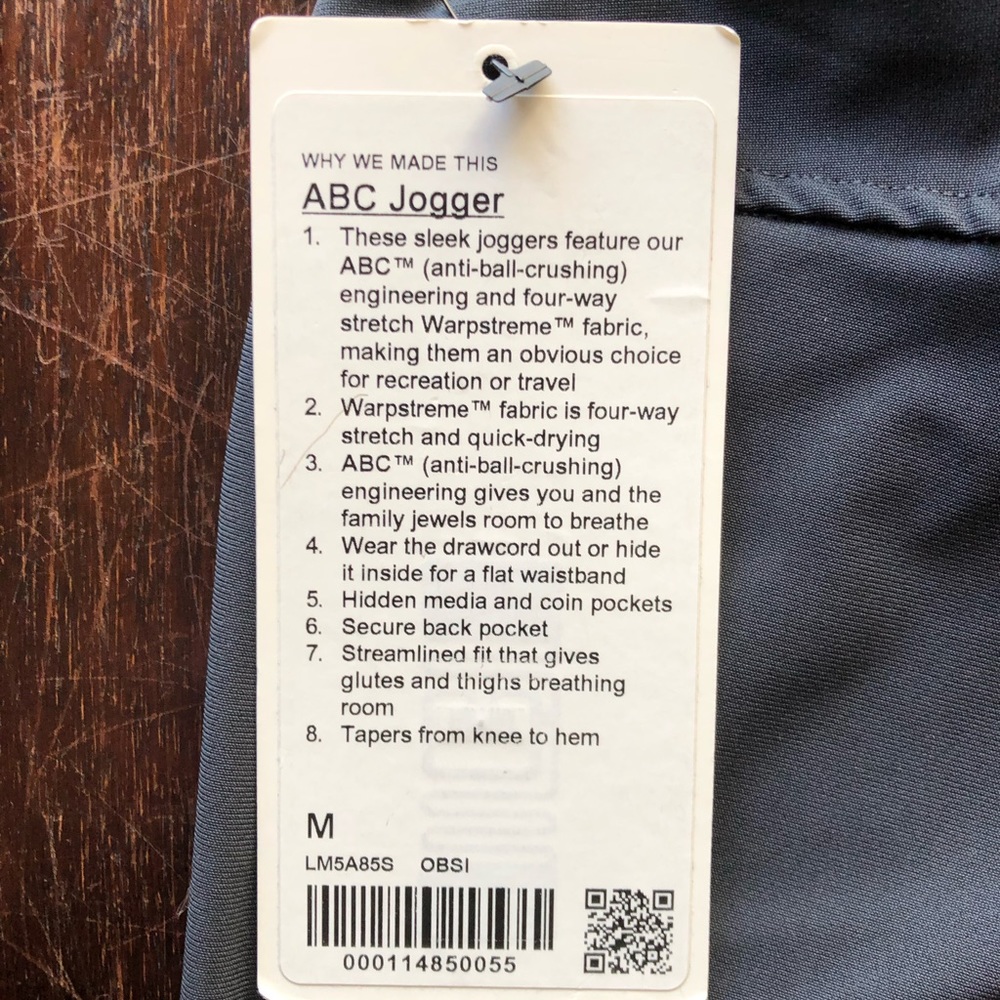 WHY WE MADE THIS
ABC Jogger
1. These sleek joggers feature our
ABC™ (anti-ball-crushing)
engineering and four-way
stretch Warpstreme™ fabric,
making them an obvious choice
for recreation or travel
2. Warpstreme™ fabric is four-way
stretch and quick-drying
3. ABC™ (anti-ball-crushing)
engineering gives you and the
family jewels room to breathe
4. Wear the drawcord out or hide
it inside for a flat waistband
5. Hidden media and coin pockets
6. Secure back pocket
7. Streamlined fit that gives
glutes and thighs breathing
room
8. Tapers from knee to hem
M
LM5A85S OBSI
000114850055